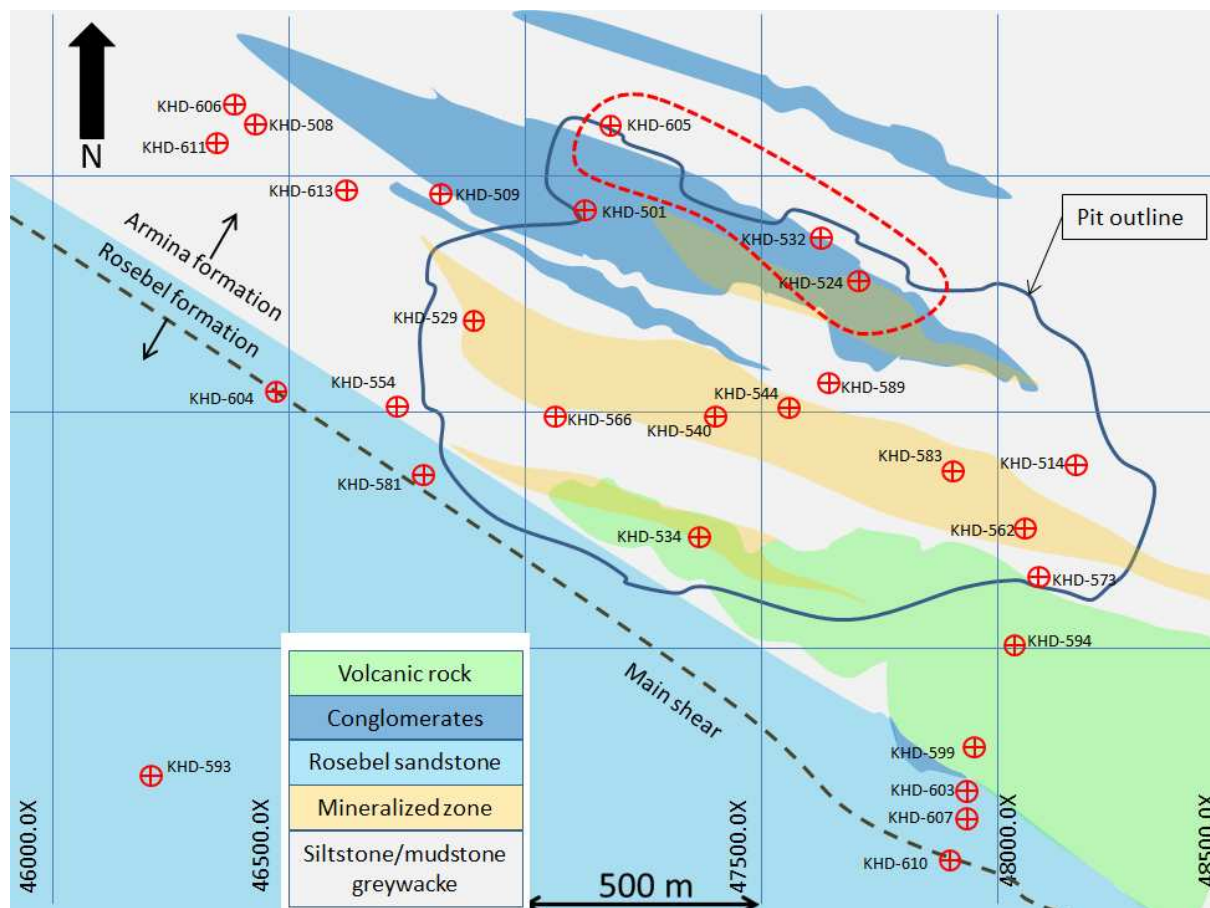 KHD-606
KHD-508
KHD-605
KHD-611
KHD-613
KHD-509
KHD-501
Pit outline
N
Armina formation
KHD-532
Rosebel formation
KHD-524
KHD-529
KHD-554
KHD-589
KHD-604
KHD-544
KHD-566
KHD-540
KHD-583
KHD-514
KHD-581
KHD-534
KHD-562
KHD-573
KHD-594
Volcanic rock
Main shear
Conglomerates
KHD-599
Rosebel sandstone
KHD-593
KHD-603
Mineralized zone
KHD-607
Siltstone/mudstone
greywacke
KHD-610
46000.0X
46500.0X
500 m
47500.0X
48000.0X
48500.0X